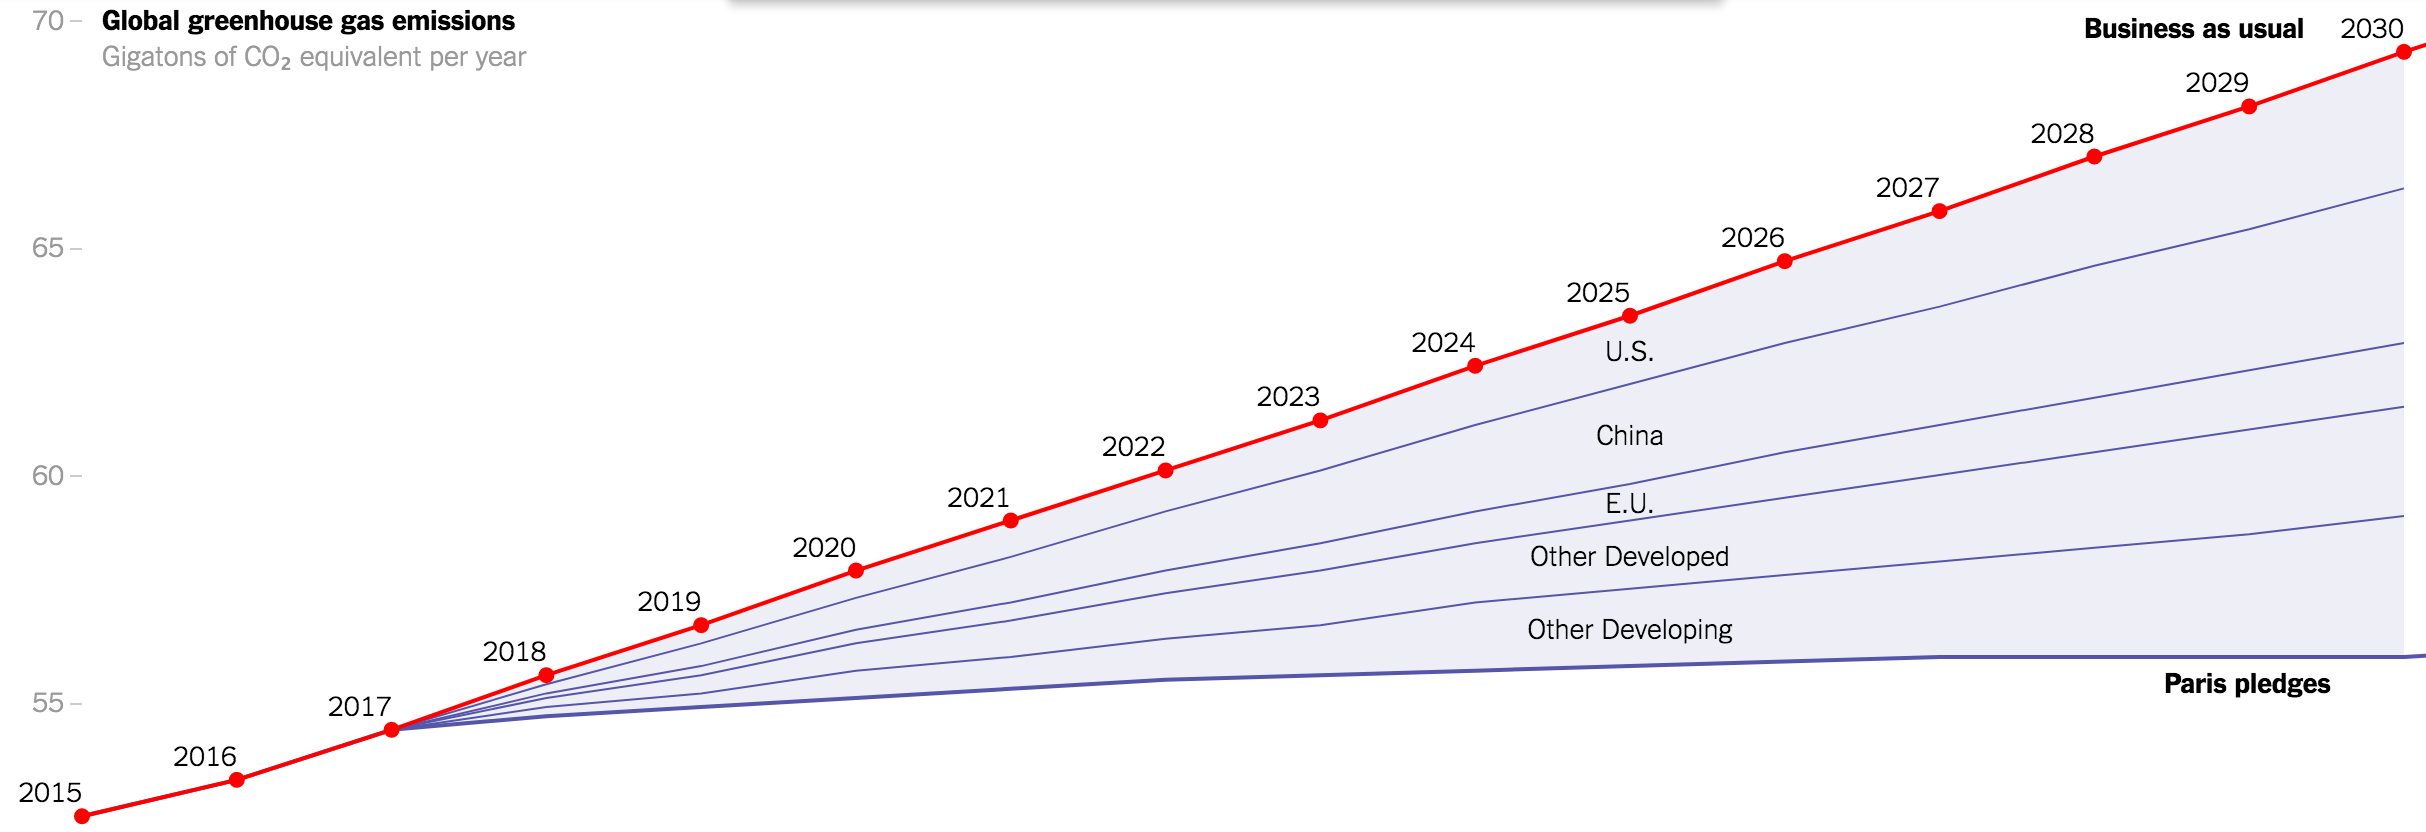 70
Global greenhouse gas emissions
Gigatons of CO₂ equivalent per year
Business as usual
2030
2029
2028
2027
65
2026
2025
2024
U.S.
2023
China
2022
60
2021
E.U.
2020
Other Developed
2019
Other Developing
2018
Paris pledges
55
2017
2016
2015